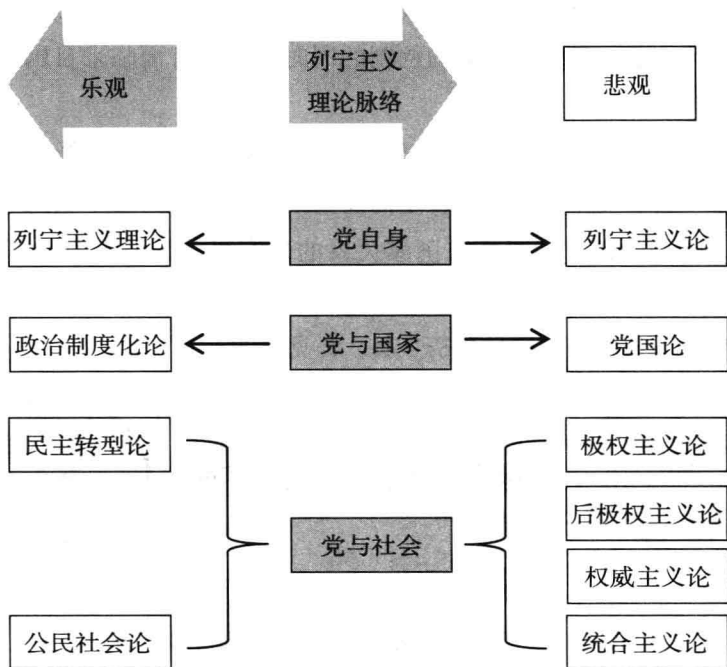 乐观
列宁主义
理论脉络
悲观
列宁主义理论
党自身
列宁主义论
政治制度化论
党与国家
党国论
民主转型论
极权主义论
后极权主义论
党与社会
权威主义论
公民社会论
统合主义论